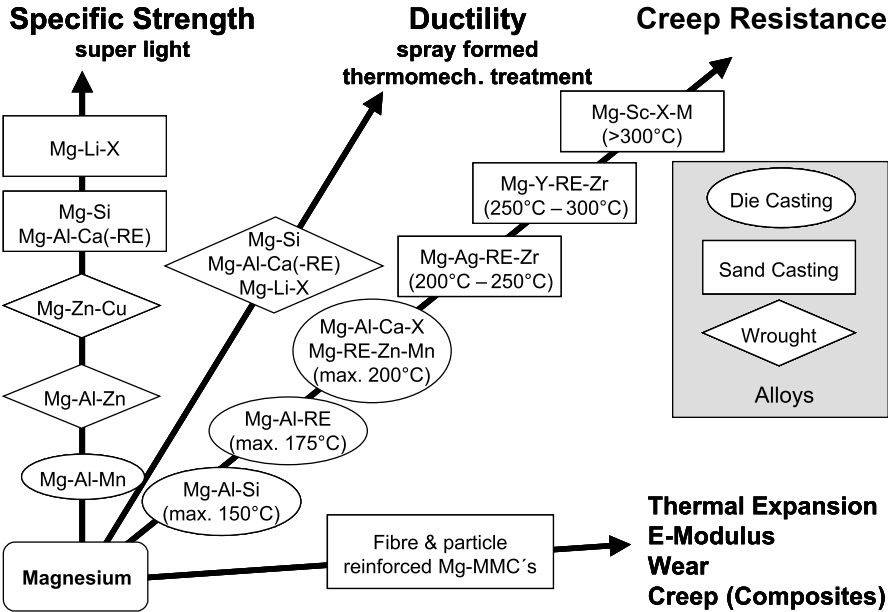 Specific Strength
super light
Ductility
spray formed
thermomech. treatment
Creep Resistance
Mg-Li-X
Mg-Si
Mg-Al-Ca(-RE)
Mg-Zn-Cu
Mg-Al-Zn
Mg-Al-Mn
Magnesium
Mg-Si
Mg-Al-Ca(-RE)
Mg-Li-X
Mg-Sc-X-M
(>300°C)
Mg-Y-RE-Zr
(250°C – 300°C)
Mg-Ag-RE-Zr
(200°C – 250°C)
Mg-Al-Ca-X
Mg-RE-Zn-Mn
(max. 200°C)
Mg-Al-RE
(max. 175°C)
Mg-Al-Si
(max. 150°C)
Fibre & particle
reinforced Mg-MMC´s
Thermal Expansion
E-Modulus
Wear
Creep (Composites)
Die Casting
Sand Casting
Wrought
Alloys